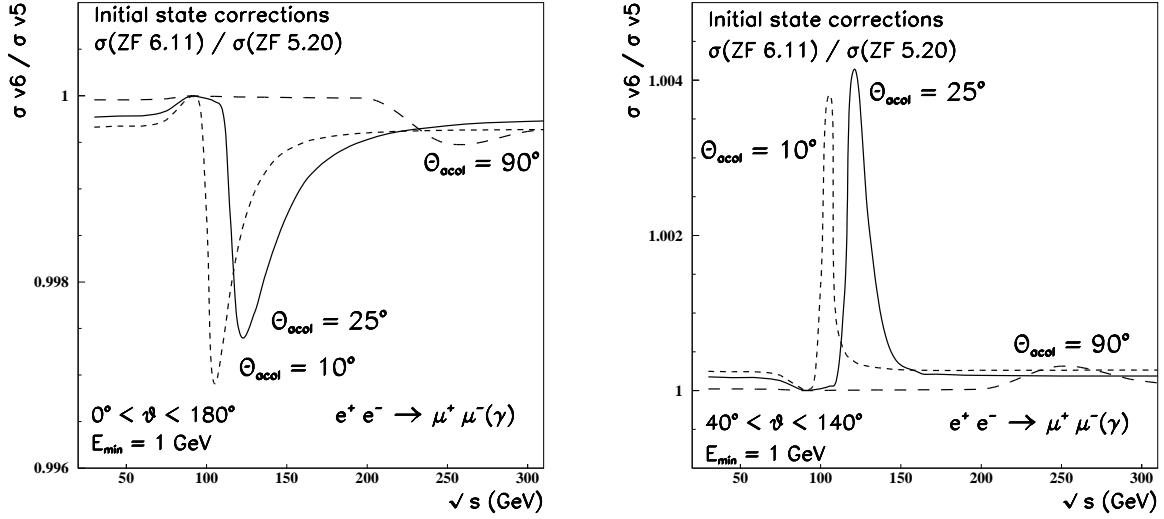 σ v6 / σ v5
Initial state corrections
σ(ZF 6.11) / σ(ZF 5.20)
1
0.998
0.996
Θacol = 90°
Θacol = 25°
Θacol = 10°
0° < ϑ < 180°
e+ e− → μ+ μ−(γ)
Emin = 1 GeV
50 100 150 200 250 300
√ s (GeV)
σ v6 / σ v5
Initial state corrections
σ(ZF 6.11) / σ(ZF 5.20)
1.004
1.002
1
Θacol = 25°
Θacol = 10°
Θacol = 90°
40° < ϑ < 140°
e+ e− → μ+ μ−(γ)
Emin = 1 GeV
50 100 150 200 250 300
√ s (GeV)